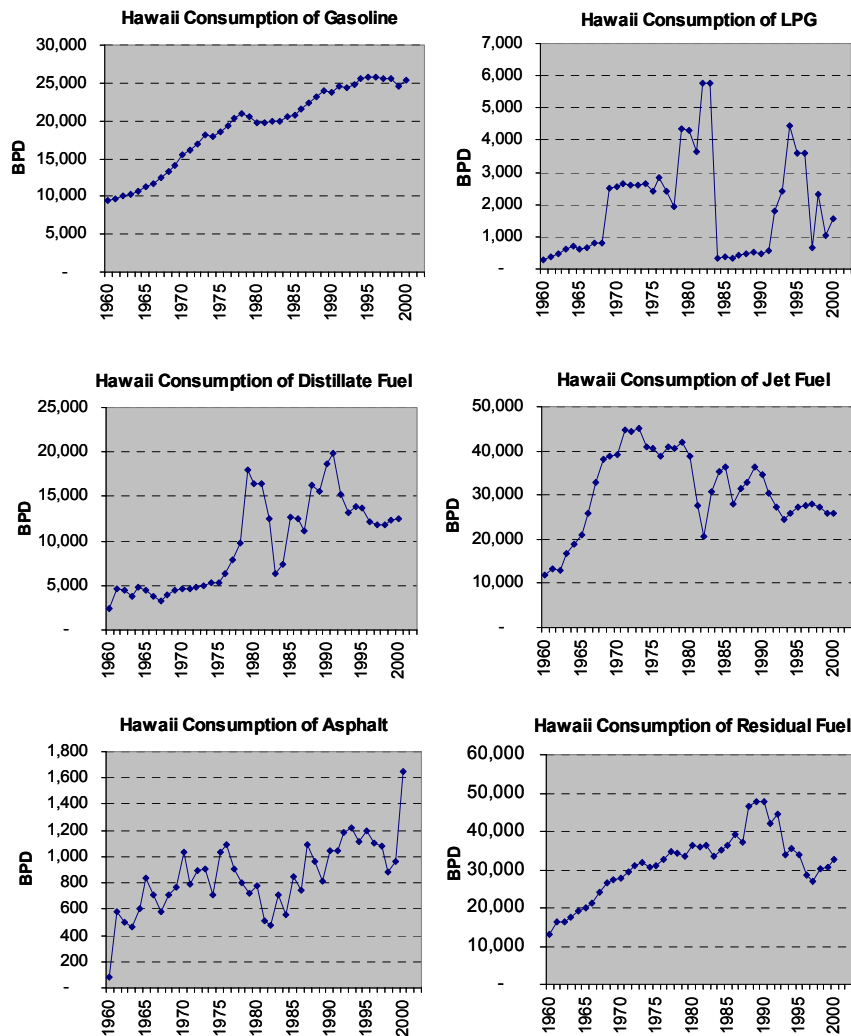 Hawaii Consumption of Gasoline
30,000
25,000
20,000
15,000
10,000
5,000
-
BPD
1960 1965 1970 1975 1980 1985 1990 1995 2000
Hawaii Consumption of LPG
7,000
6,000
5,000
4,000
3,000
2,000
1,000
-
BPD
1960 1965 1970 1975 1980 1985 1990 1995 2000
Hawaii Consumption of Distillate Fuel
25,000
20,000
15,000
10,000
5,000
-
BPD
1960 1965 1970 1975 1980 1985 1990 1995 2000
Hawaii Consumption of Jet Fuel
50,000
40,000
30,000
20,000
10,000
-
BPD
1960 1965 1970 1975 1980 1985 1990 1995 2000
Hawaii Consumption of Asphalt
1,800
1,600
1,400
1,200
1,000
800
600
400
200
-
BPD
1960 1965 1970 1975 1980 1985 1990 1995 2000
Hawaii Consumption of Residual Fuel
60,000
50,000
40,000
30,000
20,000
10,000
-
BPD
1960 1965 1970 1975 1980 1985 1990 1995 2000